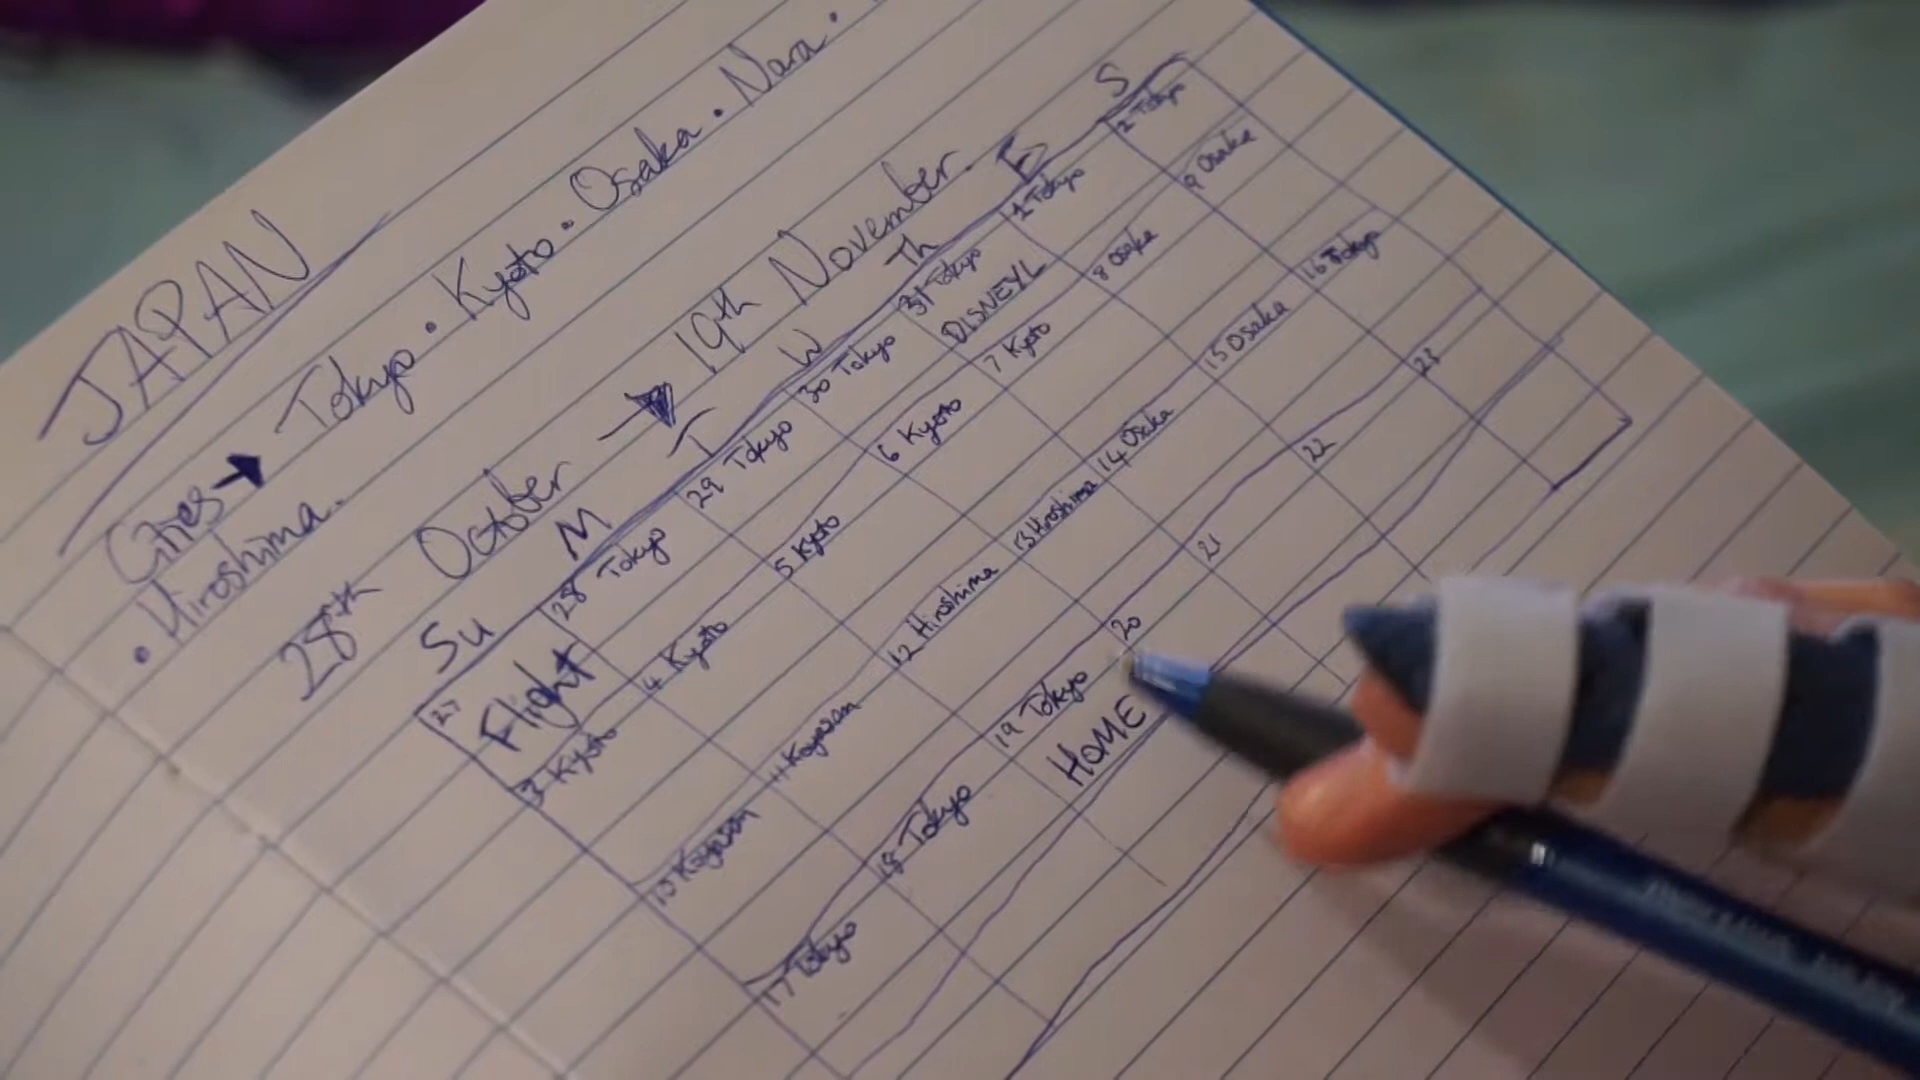 JAPAN
Cities → Tokyo • Kyoto • Osaka • Nara •
• Hiroshima.
28th October → 19th November.
Su M T W Th F S
27 28 Tokyo 29 Tokyo 30 Tokyo 31 Tokyo 1 Tokyo 2 Tokyo
Flight DISNEYL
3 Kyoto 4 Kyoto 5 Kyoto 6 Kyoto 7 Kyoto 8 Osaka 9 Osaka
10 Koyasan 11 Koyasan 12 Hiroshima 13 Hiroshima 14 Osaka 15 Osaka 16 Tokyo
17 Tokyo 18 Tokyo 19 Tokyo 20 21 22 23
HOME